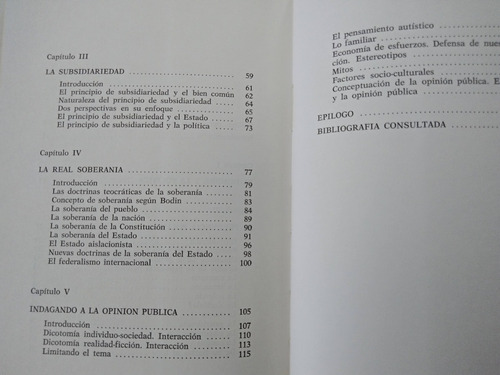 Capítulo III
LA SUBSIDIARIEDAD .................... 59
Introducción .................... 61
El principio de subsidiariedad y el bien común 62
Naturaleza del principio de subsidiariedad .. 64
Dos perspectivas en su enfoque .......... 65
El principio de subsidiariedad y el Estado .. 67
El principio de subsidiariedad y la política .. 73
Capítulo IV
LA REAL SOBERANIA .................... 77
Introducción .................... 79
Las doctrinas teocráticas de la soberanía .. 81
Concepto de soberanía según Bodin ...... 83
La soberanía del pueblo .............. 84
La soberanía de la nación ............ 89
La soberanía de la Constitución ........ 90
La soberanía del Estado .............. 91
El Estado aislacionista .............. 96
Nuevas doctrinas de la soberanía del Estado .. 98
El federalismo internacional .......... 100
Capítulo V
INDAGANDO A LA OPINION PUBLICA ............ 105
Introducción .................... 107
Dicotomía individuo-sociedad. Interacción .... 110
Dicotomía realidad-ficción. Interacción ...... 113
Limitando el tema .................. 115
El pensamiento autístico ........
Lo familiar ................
Economía de esfuerzos. Defensa de
ción. Estereotipos ..........
Mitos ....................
Factores socio-culturales ........
Conceptuación de la opinión pública. E
y la opinión pública ..........
EPILOGO ....................
BIBLIOGRAFIA CONSULTADA ..........